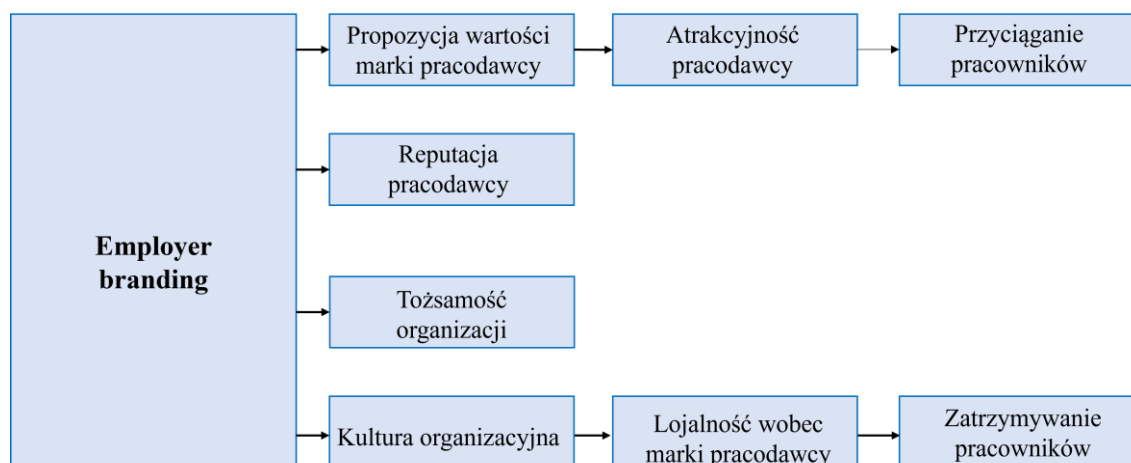 Propozycja wartości
marki pracodawcy
Atrakcyjność
pracodawcy
Przyciąganie
pracowników
Reputacja
pracodawcy
Employer
branding
Tożsamość
organizacji
Kultura organizacyjna
Lojalność wobec
marki pracodawcy
Zatrzymywanie
pracowników